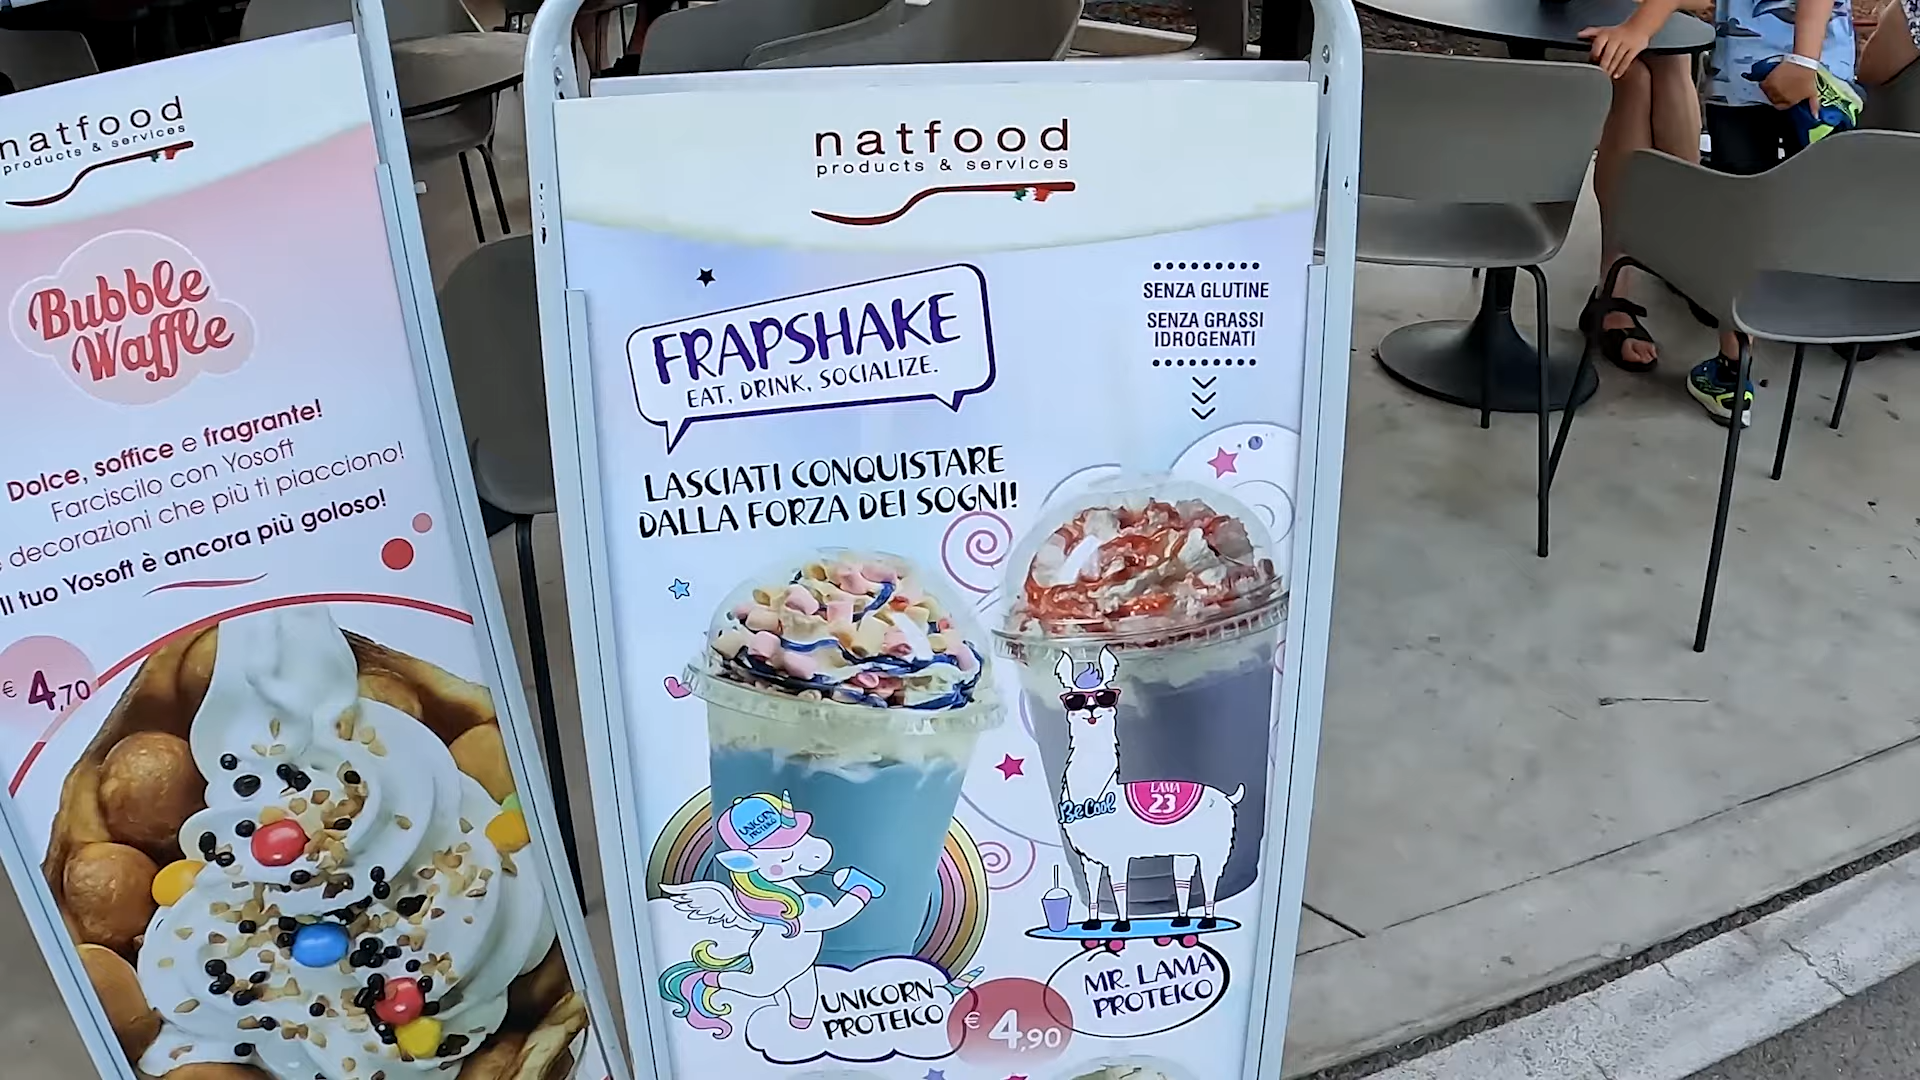 natfood
products & services
Bubble
Waffle
Dolce, soffice e fragrante!
Farciscilo con Yosoft
decorazioni che più ti piacciono!
Il tuo Yosoft è ancora più goloso!
€ 4,70
natfood
products & services
FRAPSHAKE
EAT, DRINK, SOCIALIZE.
SENZA GLUTINE
SENZA GRASSI
IDROGENATI
LASCIATI CONQUISTARE
DALLA FORZA DEI SOGNI!
UNICORN
PROTEICO
BeCool
LAMA
23
UNICORN
PROTEICO
€ 4,90
MR. LAMA
PROTEICO